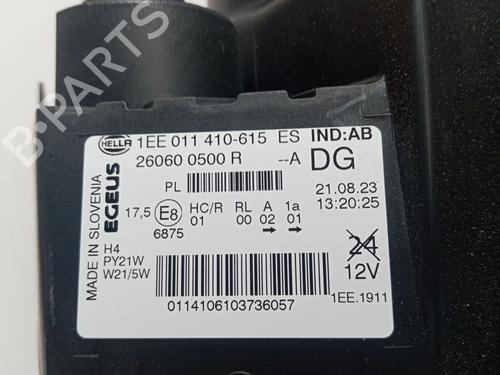 B-PARTS
HELLA 1EE 011 410-615 ES IND:AB
26060 0500 R --A DG
PL 21.08.23
17,5 E8 HC/R RL A 1a 13:20:25
01 00 02 01
6875
H4
PY21W
W21/5W
24
12V
1EE.1911
0114106103736057
MADE IN SLOVENIA
EGEUS